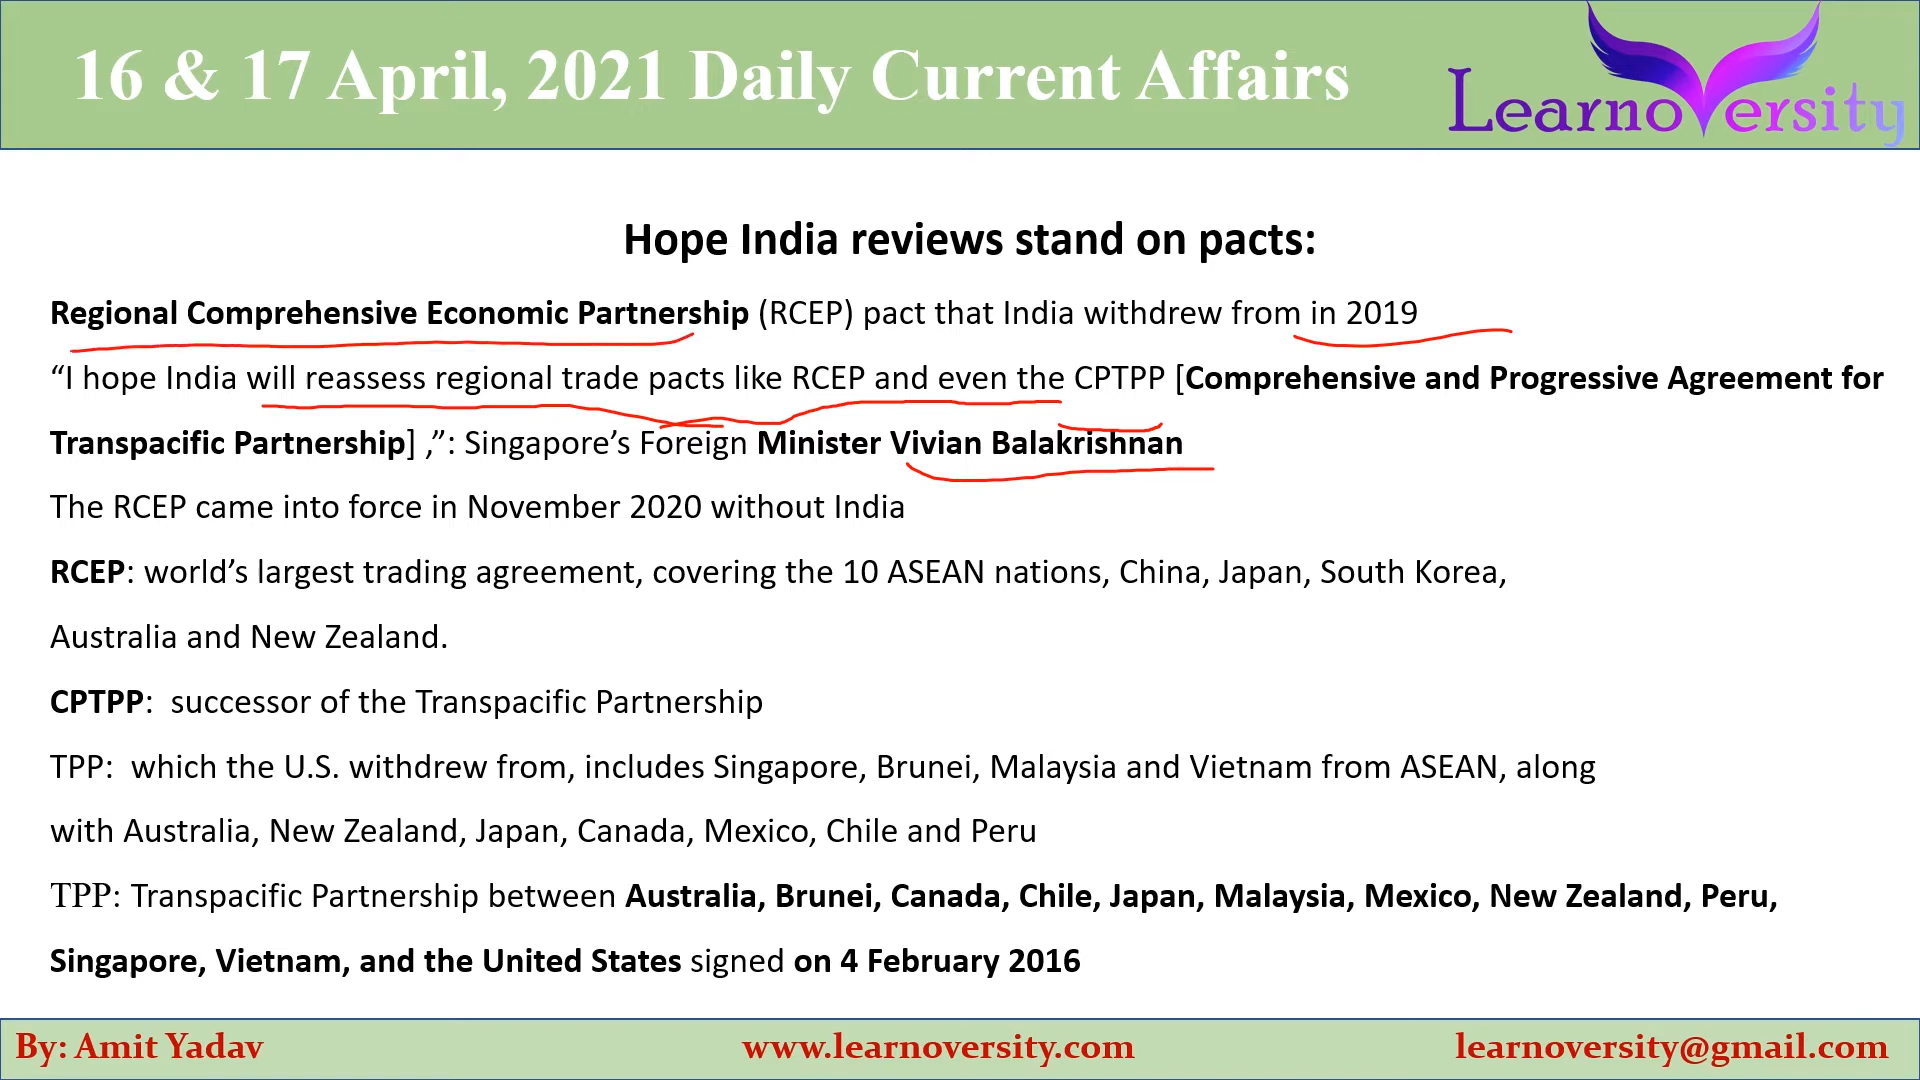 16 & 17 April, 2021 Daily Current Affairs
Learnoversity
Hope India reviews stand on pacts:
Regional Comprehensive Economic Partnership (RCEP) pact that India withdrew from in 2019
“I hope India will reassess regional trade pacts like RCEP and even the CPTPP [Comprehensive and Progressive Agreement for
Transpacific Partnership] ,”: Singapore’s Foreign Minister Vivian Balakrishnan
The RCEP came into force in November 2020 without India
RCEP: world’s largest trading agreement, covering the 10 ASEAN nations, China, Japan, South Korea,
Australia and New Zealand.
CPTPP:  successor of the Transpacific Partnership
TPP:  which the U.S. withdrew from, includes Singapore, Brunei, Malaysia and Vietnam from ASEAN, along
with Australia, New Zealand, Japan, Canada, Mexico, Chile and Peru
TPP: Transpacific Partnership between Australia, Brunei, Canada, Chile, Japan, Malaysia, Mexico, New Zealand, Peru,
Singapore, Vietnam, and the United States signed on 4 February 2016
By: Amit Yadav
www.learnoversity.com
learnoversity@gmail.com